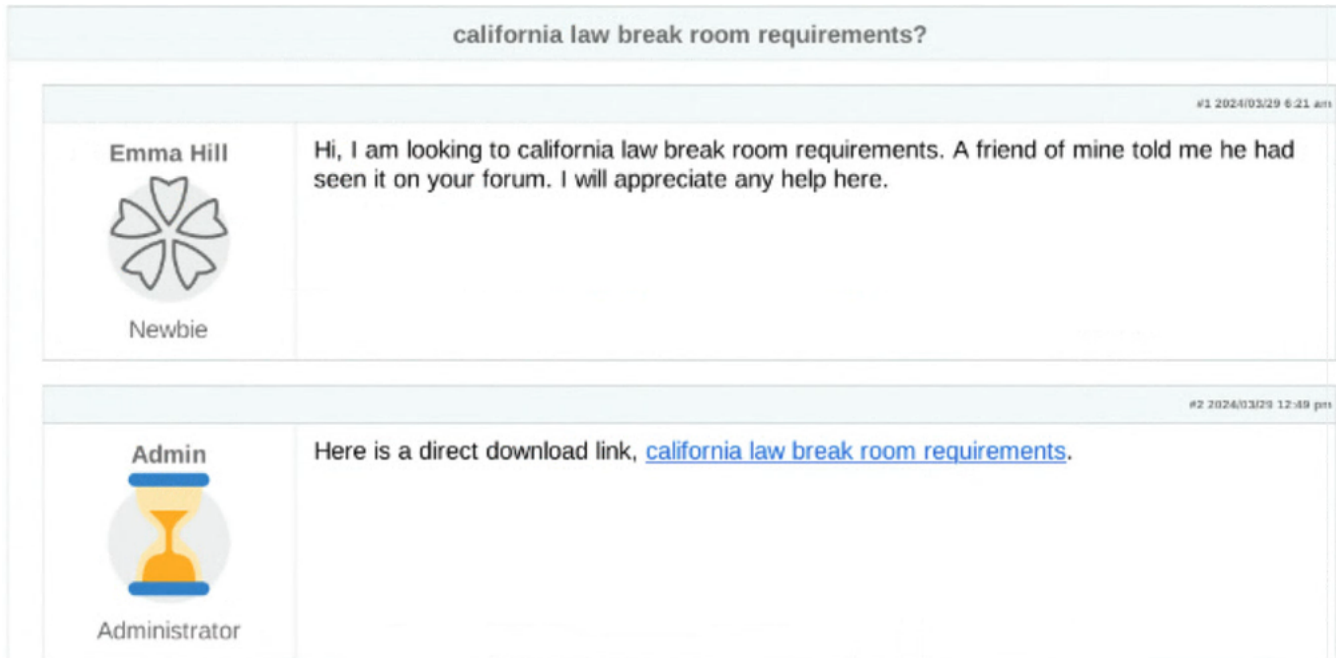 california law break room requirements?
#1 2024/03/29 6:21 am
Emma Hill
Hi, I am looking to california law break room requirements. A friend of mine told me he had
seen it on your forum. I will appreciate any help here.
Newbie
#2 2024/03/29 12:49 pm
Admin
Here is a direct download link, california law break room requirements.
Administrator